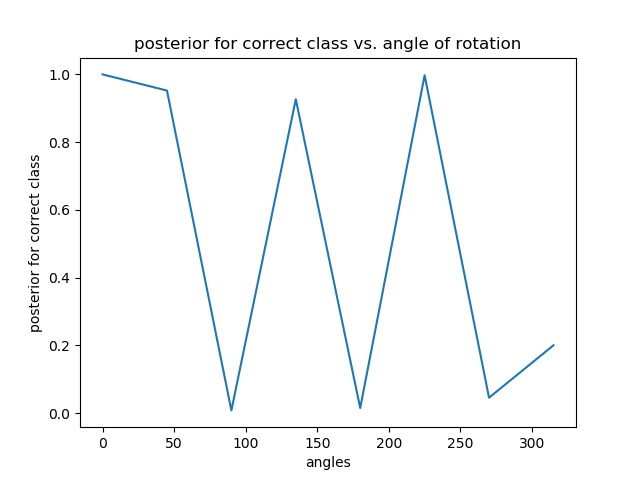 posterior for correct class vs. angle of rotation
1.0
0.8
0.6
0.4
0.2
0.0
posterior for correct class
0 50 100 150 200 250 300
angles